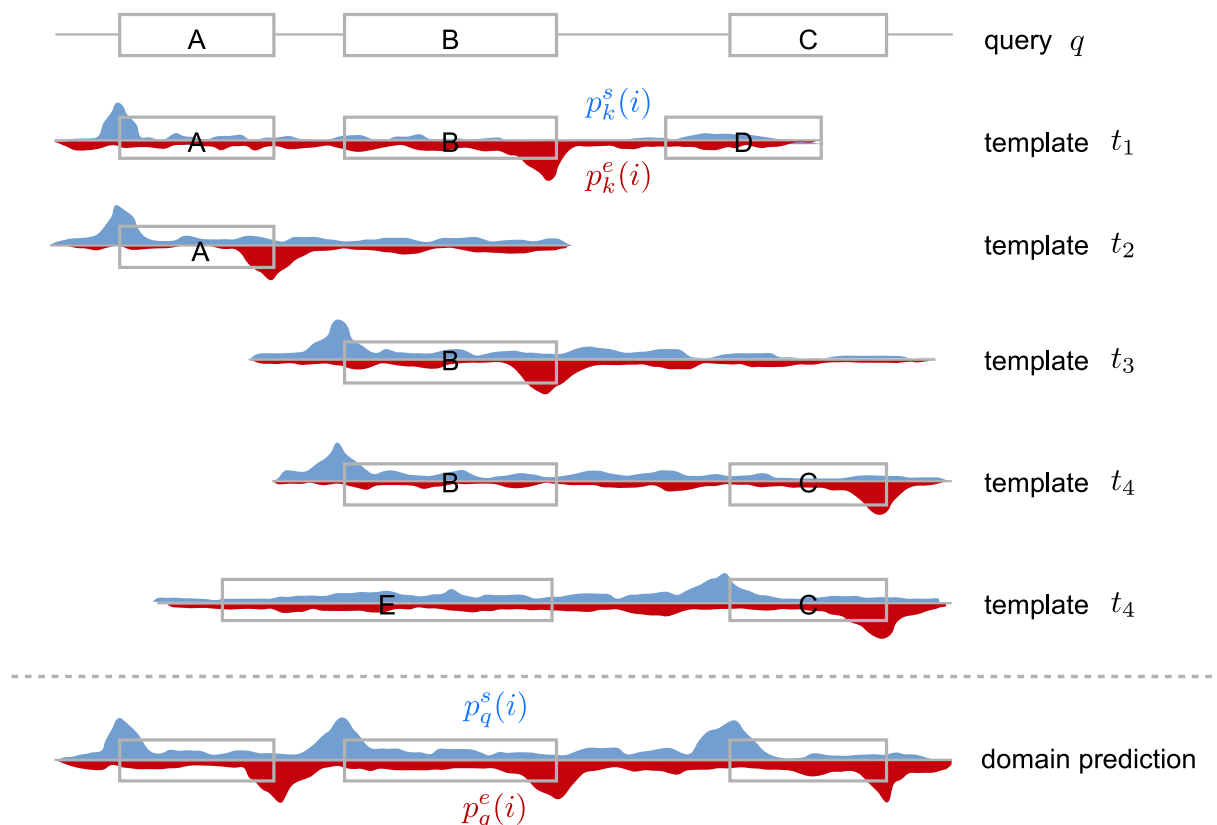 A B C query q
p_k^s(i)
A B D template t_1
p_k^e(i)
A template t_2
B template t_3
B C template t_4
E C template t_4
p_q^s(i)
domain prediction
p_q^e(i)